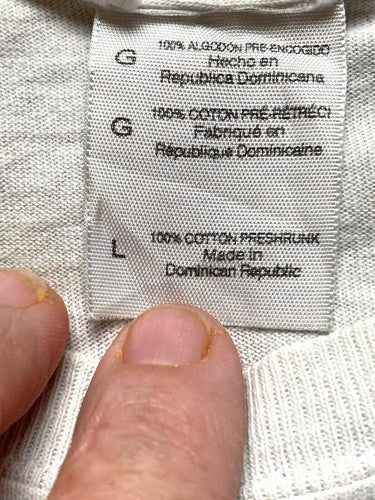 G 100% ALGODÓN PRE-ENCOGIDO
Hecho en
República Dominicana
G 100% COTON PRÉ-RÉTRÉCI
Fabriqué en
République Dominicaine
L 100% COTTON PRESHRUNK
Made in
Dominican Republic